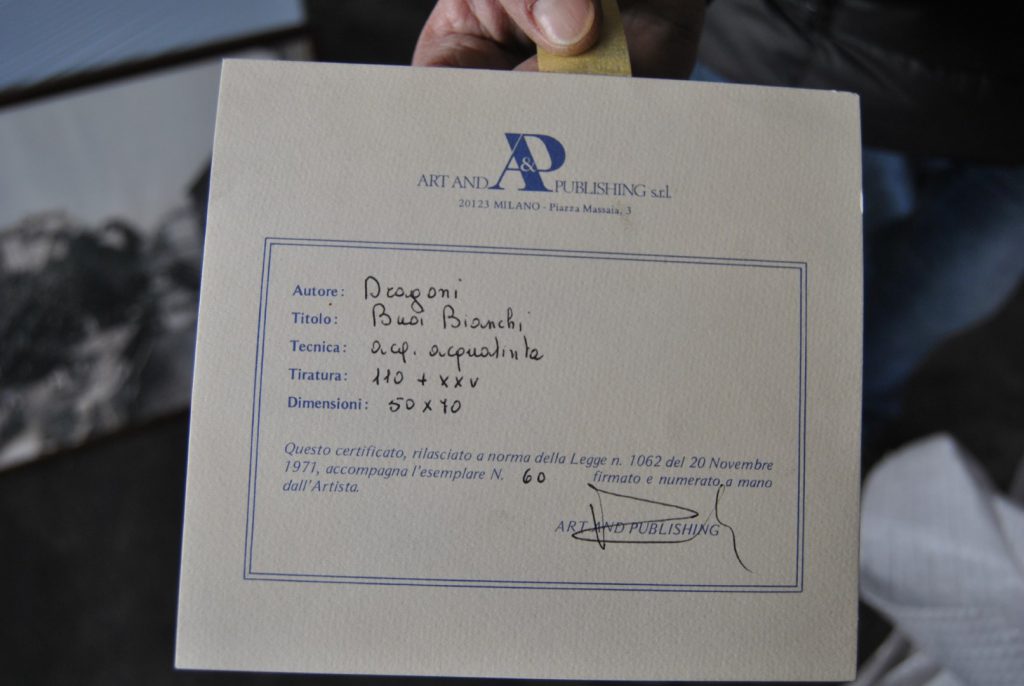 A&P
ART AND PUBLISHING s.r.l.
20123 MILANO - Piazza Massaia, 3
Autore: Dragoni
Titolo: Buoi Bianchi
Tecnica: acq. acquatinta
Tiratura: 110 + XXV
Dimensioni: 50 x 70
Questo certificato, rilasciato a norma della Legge n. 1062 del 20 Novembre
1971, accompagna l'esemplare N. 60 firmato e numerato a mano
dall'Artista.
ART AND PUBLISHING